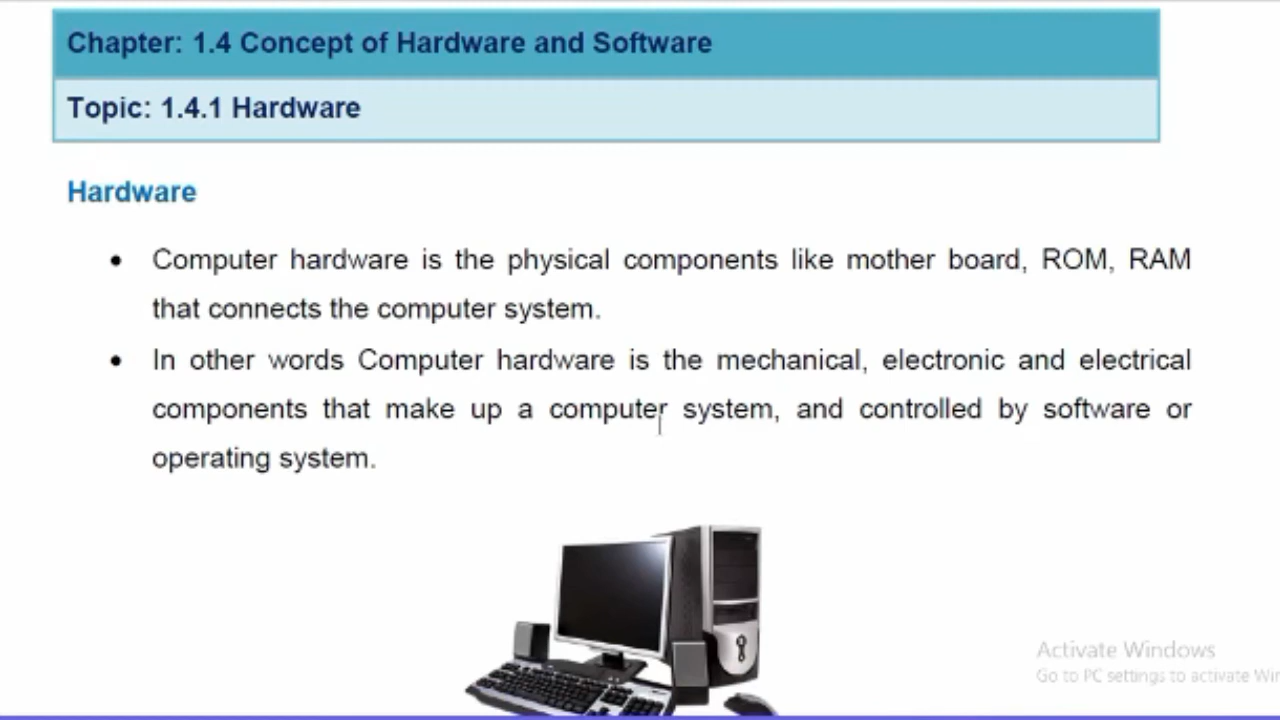 Chapter: 1.4 Concept of Hardware and Software
Topic: 1.4.1 Hardware
Hardware
• Computer hardware is the physical components like mother board, ROM, RAM
that connects the computer system.
• In other words Computer hardware is the mechanical, electronic and electrical
components that make up a computer system, and controlled by software or
operating system.
Activate Windows
Go to PC settings to activate Win